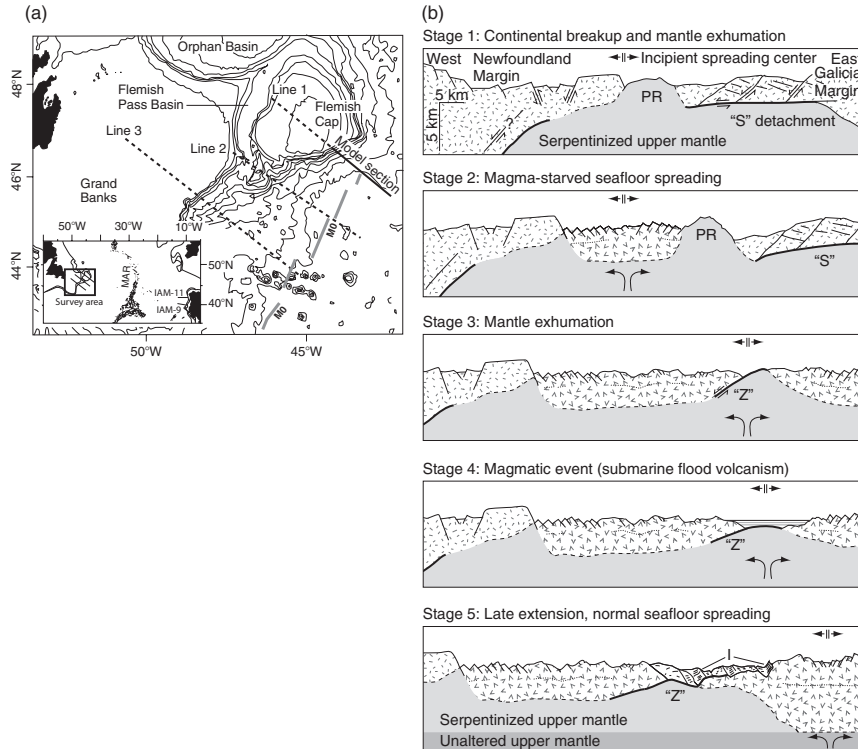 (a)
Orphan Basin
48°N
Flemish
Pass Basin
Line 1
Flemish
Cap
Line 3
Line 2
Model section
46°N
Grand
Banks
M0
50°W
30°W
10°W
44°N
50°N
MAR
IAM-11
40°N
Survey area
IAM-9
M0
50°W
45°W
(b)
Stage 1: Continental breakup and mantle exhumation
West Newfoundland Margin
Incipient spreading center
East Galicia Margin
5 km
5 km
PR
?
"S" detachment
Serpentinized upper mantle
Stage 2: Magma-starved seafloor spreading
PR
"S"
Stage 3: Mantle exhumation
"Z"
Stage 4: Magmatic event (submarine flood volcanism)
"Z"
Stage 5: Late extension, normal seafloor spreading
I
"Z"
Serpentinized upper mantle
Unaltered upper mantle